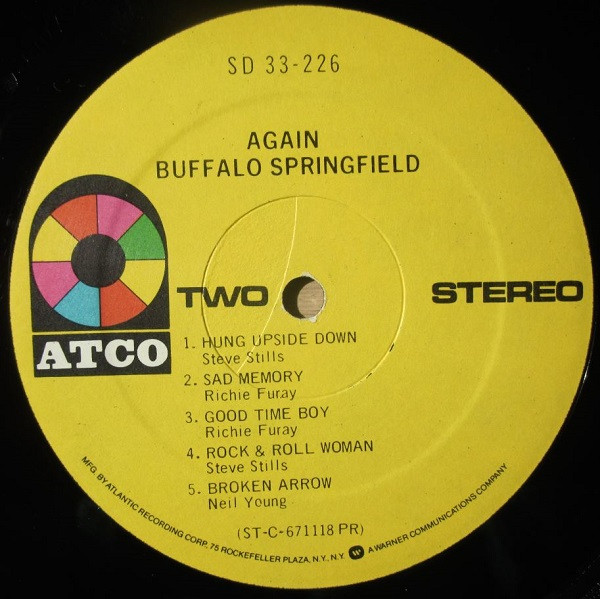 SD 33-226
AGAIN
BUFFALO SPRINGFIELD
ATCO
TWO
STEREO
1. HUNG UPSIDE DOWN
Steve Stills
2. SAD MEMORY
Richie Furay
3. GOOD TIME BOY
Richie Furay
4. ROCK & ROLL WOMAN
Steve Stills
5. BROKEN ARROW
Neil Young
(ST-C-671118 PR)
MFG. BY ATLANTIC RECORDING CORP. 75 ROCKEFELLER PLAZA, N.Y., N.Y. W A WARNER COMMUNICATIONS COMPANY